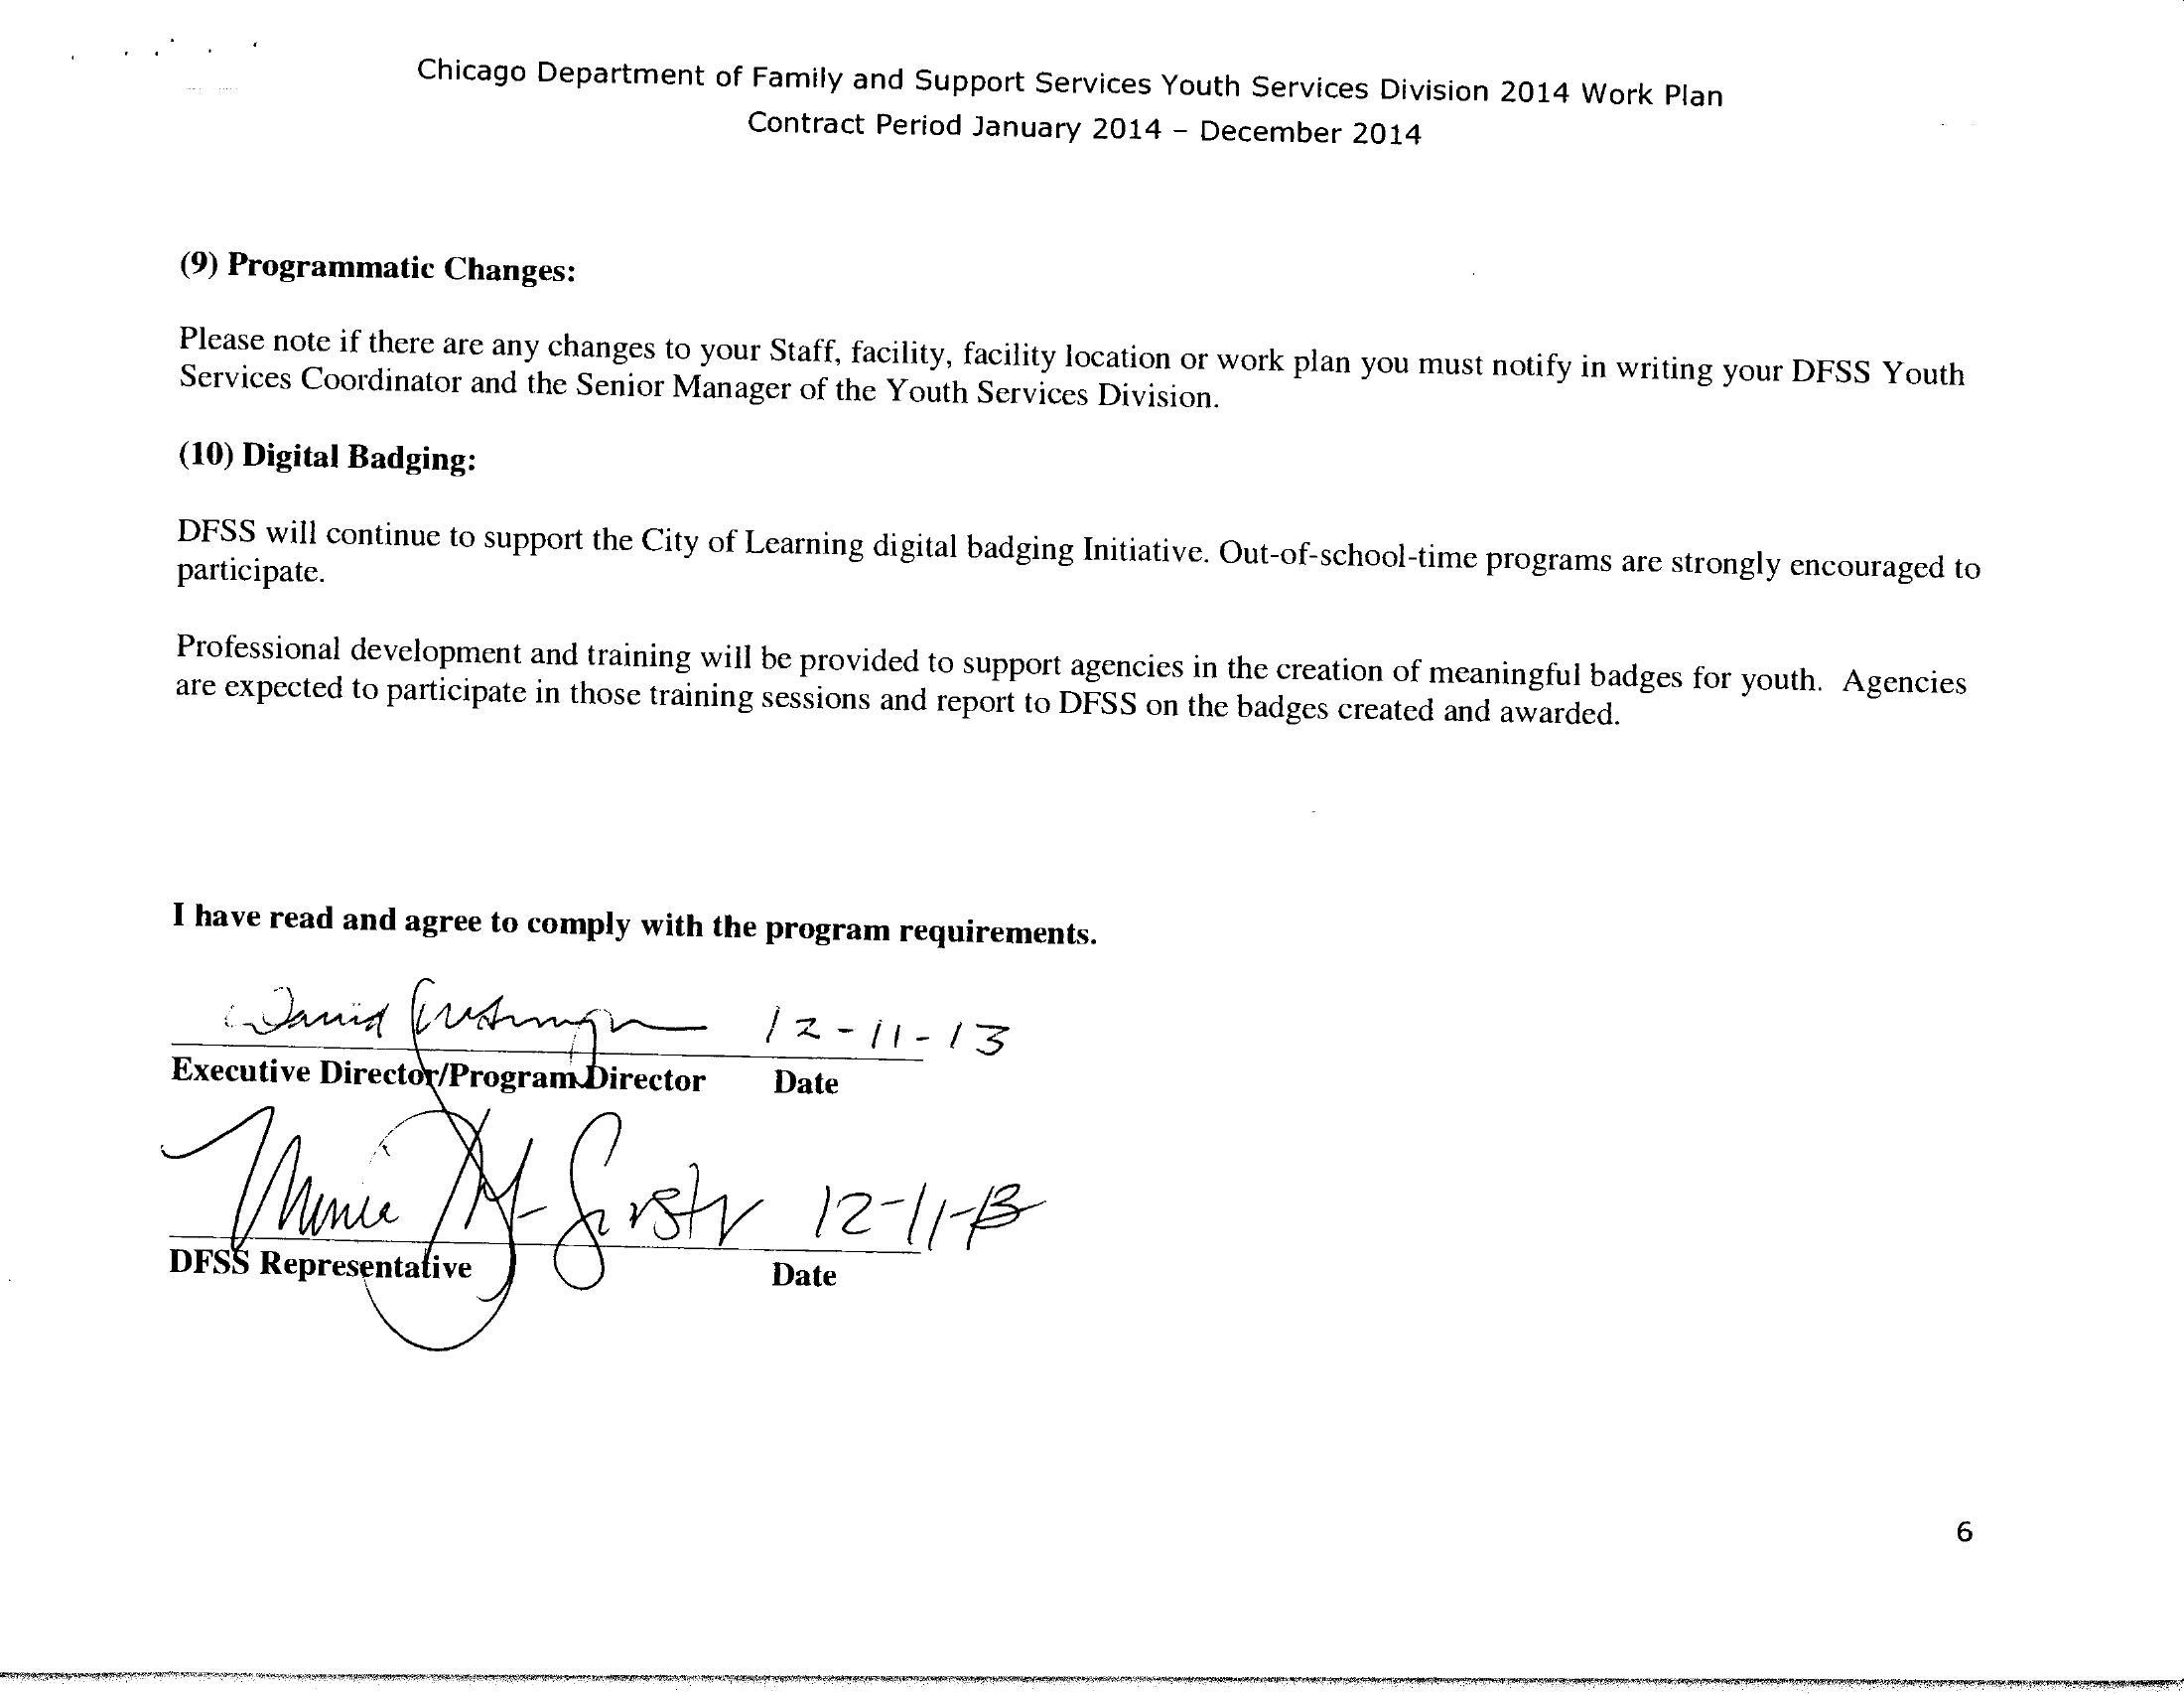 Chicago Department of Family and Support Services Youth Services Division 2014 Work Plan
Contract Period January 2014 – December 2014
(9) Programmatic Changes:
Please note if there are any changes to your Staff, facility, facility location or work plan you must notify in writing your DFSS Youth
Services Coordinator and the Senior Manager of the Youth Services Division.
(10) Digital Badging:
DFSS will continue to support the City of Learning digital badging Initiative. Out-of-school-time programs are strongly encouraged to
participate.
Professional development and training will be provided to support agencies in the creation of meaningful badges for youth. Agencies
are expected to participate in those training sessions and report to DFSS on the badges created and awarded.
I have read and agree to comply with the program requirements.
David 12-11-13
Executive Director/Program Director Date
12-11-13
DFSS Representative Date
6